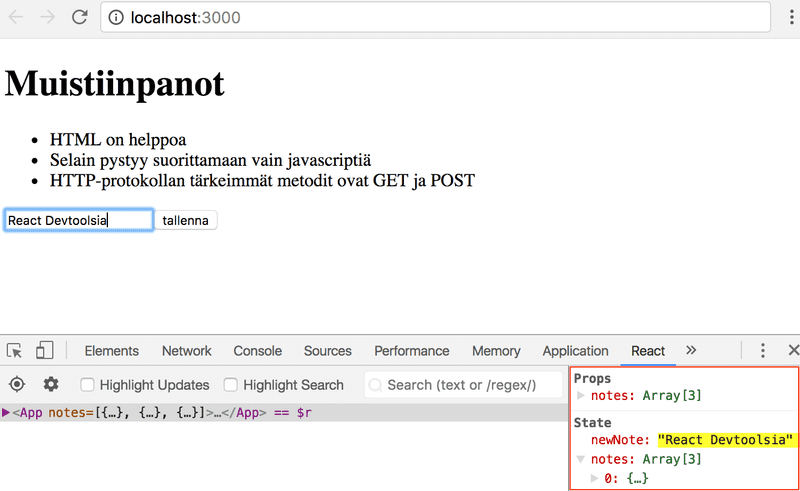 localhost:3000
Muistiinpanot
HTML on helppoa
Selain pystyy suorittamaan vain javascriptiä
HTTP-protokollan tärkeimmät metodit ovat GET ja POST
React Devtoolsia tallenna
Elements Network Console Sources Performance Memory Application React »
Highlight Updates Highlight Search Search (text or /regex/)
<App notes=[{…}, {…}, {…}]>…</App> == $r
Props
notes: Array[3]
State
newNote: "React Devtoolsia"
notes: Array[3]
0: {…}